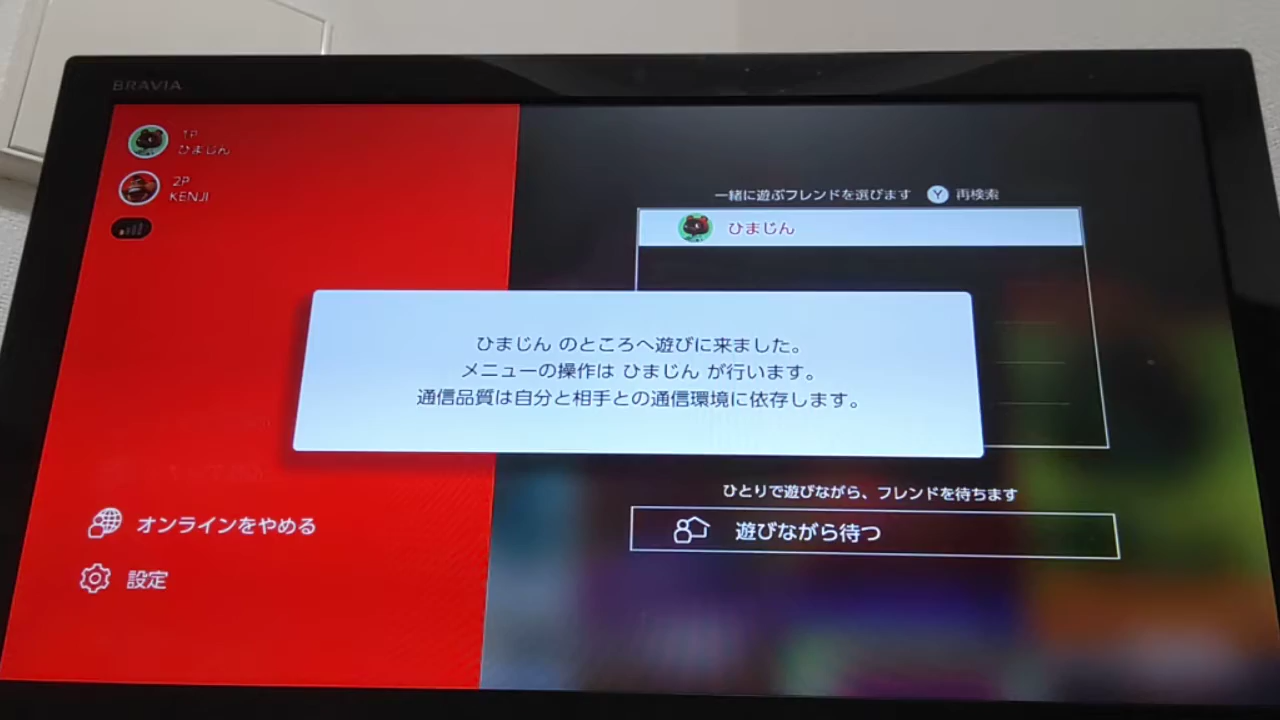 BRAVIA
1P
ひまじん
2P
KENJI
一緒に遊ぶフレンドを選びます Y 再検索
ひまじん
ひまじん のところへ遊びに来ました。
メニューの操作は ひまじん が行います。
通信品質は自分と相手との通信環境に依存します。
ひとりで遊びながら、フレンドを待ちます
遊びながら待つ
オンラインをやめる
設定